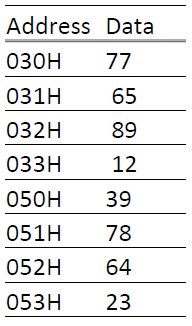 Address Data
030H 77
031H 65
032H 89
033H 12
050H 39
051H 78
052H 64
053H 23